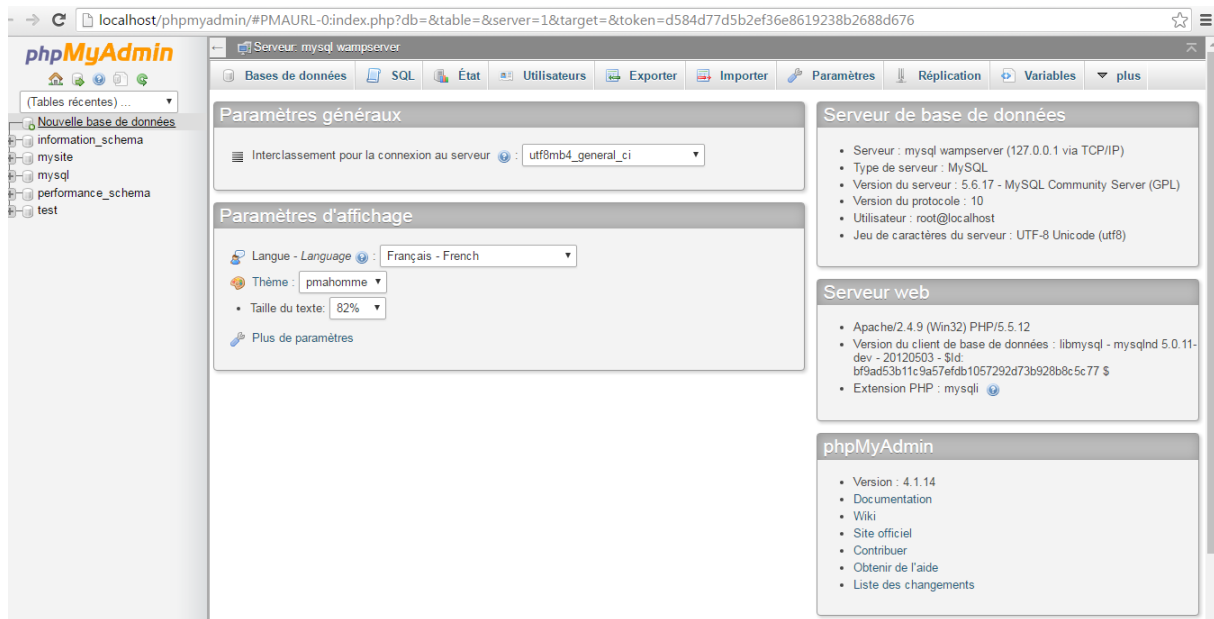 localhost/phpmyadmin/#PMAURL-0:index.php?db=&table=&server=1&target=&token=d584d77d5b2ef36e8619238b2688d676
phpMyAdmin
(Tables récentes) ...
Nouvelle base de données
information_schema
mysite
mysql
performance_schema
test
Serveur: mysql wampserver
Bases de données SQL État Utilisateurs Exporter Importer Paramètres Réplication Variables plus
Paramètres généraux
Interclassement pour la connexion au serveur : utf8mb4_general_ci
Paramètres d'affichage
Langue - Language : Français - French
Thème : pmahomme
Taille du texte: 82%
Plus de paramètres
Serveur de base de données
Serveur : mysql wampserver (127.0.0.1 via TCP/IP)
Type de serveur : MySQL
Version du serveur : 5.6.17 - MySQL Community Server (GPL)
Version du protocole : 10
Utilisateur : root@localhost
Jeu de caractères du serveur : UTF-8 Unicode (utf8)
Serveur web
Apache/2.4.9 (Win32) PHP/5.5.12
Version du client de base de données : libmysql - mysqlnd 5.0.11-
dev - 20120503 - $Id:
bf9ad53b11c9a57efdb1057292d73b928b8c5c77 $
Extension PHP : mysqli
phpMyAdmin
Version : 4.1.14
Documentation
Wiki
Site officiel
Contribuer
Obtenir de l'aide
Liste des changements